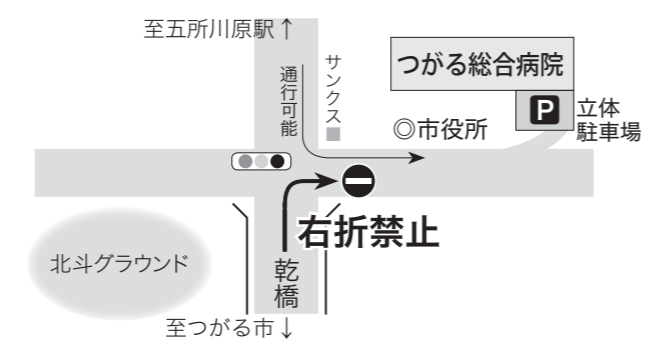 至五所川原駅↑
サンクス
通行可能
つがる総合病院
P
立体
駐車場
◎市役所
右折禁止
北斗グラウンド
乾橋
至つがる市↓